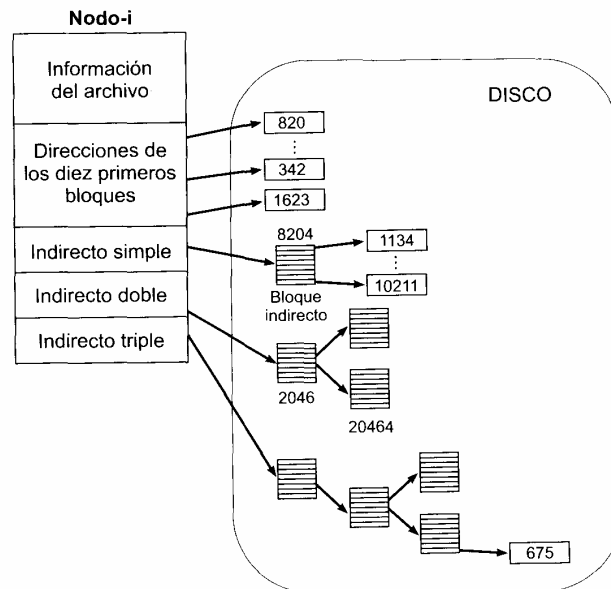 Nodo-i
Información
del archivo
Direcciones de
los diez primeros
bloques
Indirecto simple
Indirecto doble
Indirecto triple
DISCO
820
342
1623
8204
1134
10211
Bloque
indirecto
2046
20464
675